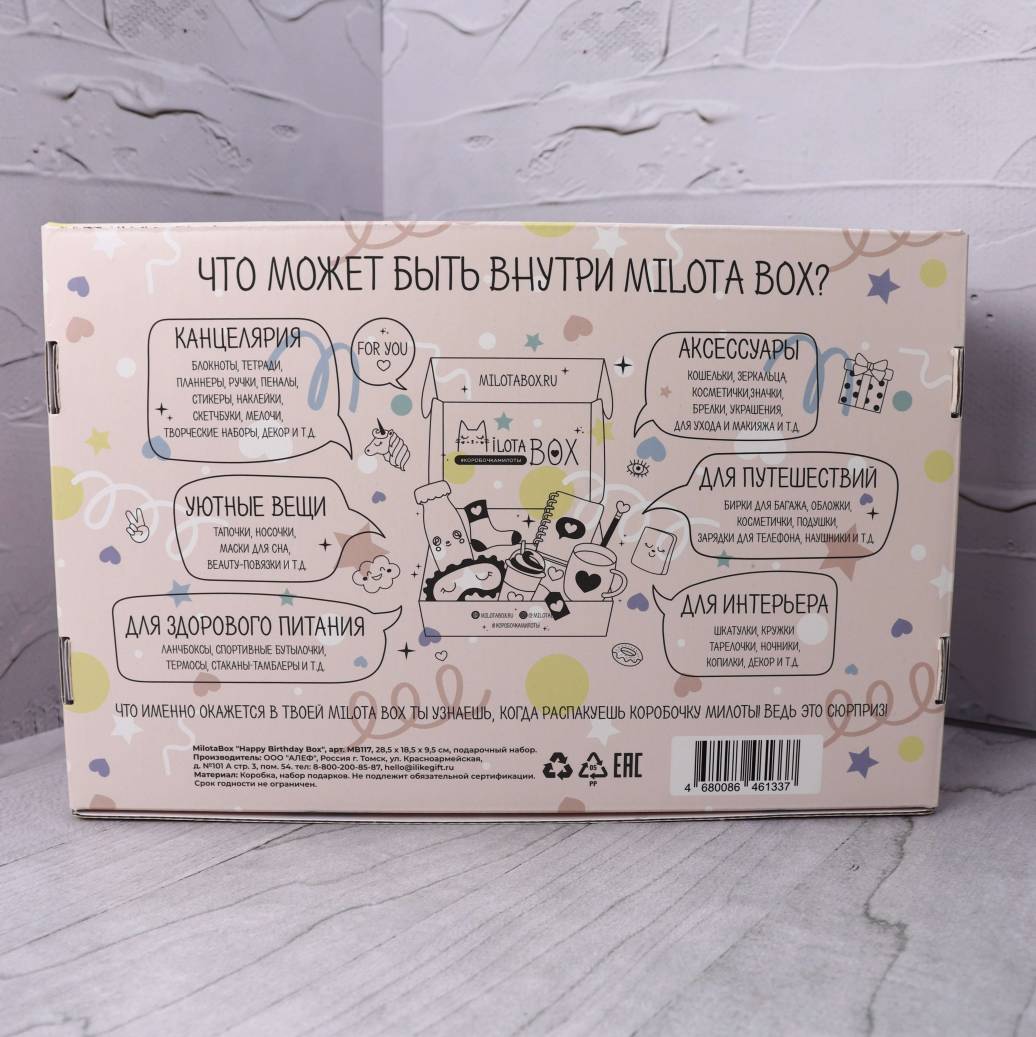 ЧТО МОЖЕТ БЫТЬ ВНУТРИ MILOTA BOX?
КАНЦЕЛЯРИЯ
БЛОКНОТЫ, ТЕТРАДИ,
ПЛАННЕРЫ, РУЧКИ, ПЕНАЛЫ,
СТИКЕРЫ, НАКЛЕЙКИ,
СКЕТЧБУКИ, МЕЛОЧИ,
ТВОРЧЕСКИЕ НАБОРЫ, ДЕКОР И Т.Д.
FOR YOU
MILOTABOX.RU
MILOTA BOX
#КОРОБОЧКАМИЛОТЫ
АКСЕССУАРЫ
КОШЕЛЬКИ, ЗЕРКАЛЬЦА,
КОСМЕТИЧКИ,ЗНАЧКИ,
БРЕЛКИ, УКРАШЕНИЯ,
ДЛЯ УХОДА И МАКИЯЖА И Т.Д.
УЮТНЫЕ ВЕЩИ
ТАПОЧКИ, НОСОЧКИ,
МАСКИ ДЛЯ СНА,
BEAUTY-ПОВЯЗКИ И Т.Д.
ДЛЯ ПУТЕШЕСТВИЙ
БИРКИ ДЛЯ БАГАЖА, ОБЛОЖКИ,
КОСМЕТИЧКИ, ПОДУШКИ,
ЗАРЯДКИ ДЛЯ ТЕЛЕФОНА, НАУШНИКИ И Т.Д.
ДЛЯ ЗДОРОВОГО ПИТАНИЯ
ЛАНЧБОКСЫ, СПОРТИВНЫЕ БУТЫЛОЧКИ,
ТЕРМОСЫ, СТАКАНЫ-ТАМБЛЕРЫ И Т.Д.
MILOTABOX.RU
#КОРОБОЧКАМИЛОТЫ
ДЛЯ ИНТЕРЬЕРА
ШКАТУЛКИ, КРУЖКИ
ТАРЕЛОЧКИ, НОЧНИКИ,
КОПИЛКИ, ДЕКОР И Т.Д.
ЧТО ИМЕННО ОКАЖЕТСЯ В ТВОЕЙ MILOTA BOX ТЫ УЗНАЕШЬ, КОГДА РАСПАКУЕШЬ КОРОБОЧКУ МИЛОТЫ! ВЕДЬ ЭТО СЮРПРИЗ!
MilotaBox "Happy Birthday Box", арт. MB117, 28,5 x 18,5 x 9,5 см, подарочный набор.
Производитель: ООО "АЛЕФ", Россия г. Томск, ул. Красноармейская,
д. №101 А стр. 3, пом. 54. тел: 8-800-200-85-87, hello@ilikegift.ru
Материал: Коробка, набор подарков. Не подлежит обязательной сертификации.
Срок годности не ограничен.
05
PP
EAC
4 680086 461337